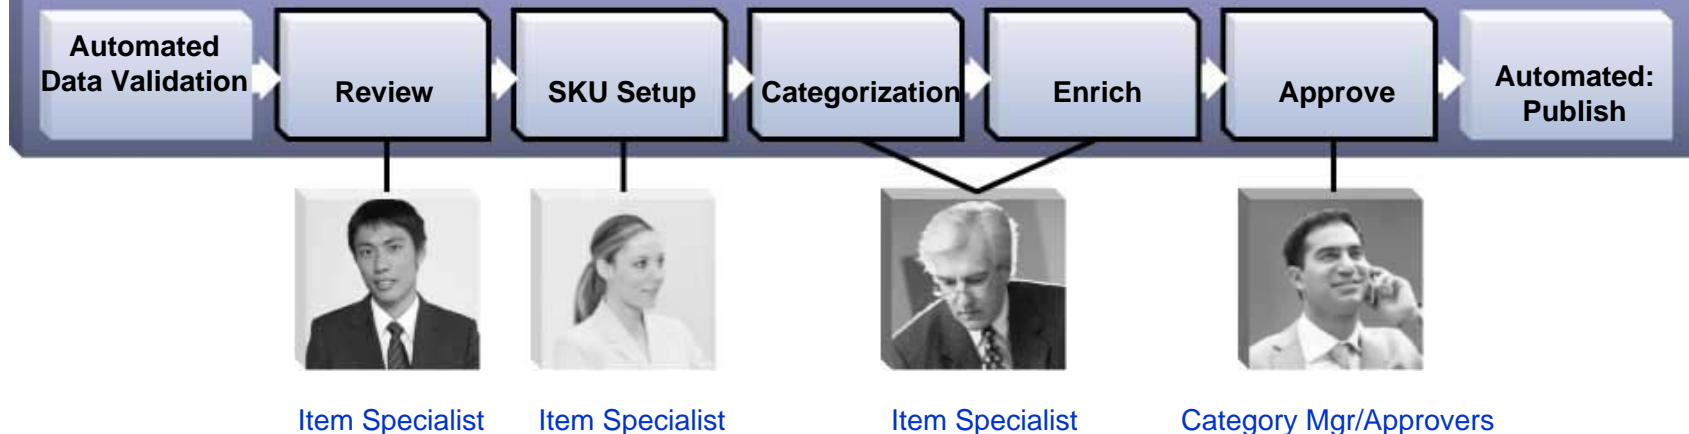 Automated
Data Validation
Review
SKU Setup
Categorization
Enrich
Approve
Automated:
Publish
Item Specialist
Item Specialist
Item Specialist
Category Mgr/Approvers